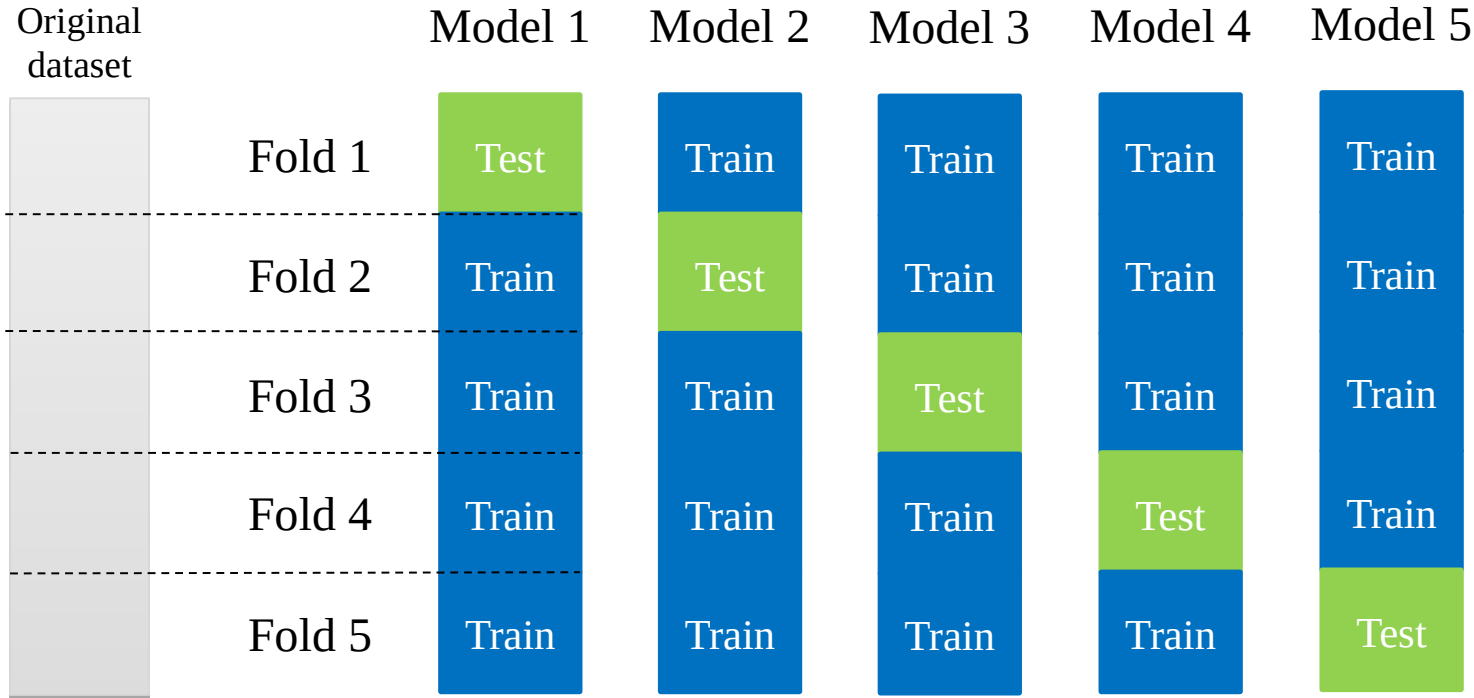 Original
dataset
Model 1 Model 2 Model 3 Model 4 Model 5
Fold 1 Test Train Train Train Train
Fold 2 Train Test Train Train Train
Fold 3 Train Train Test Train Train
Fold 4 Train Train Train Test Train
Fold 5 Train Train Train Train Test